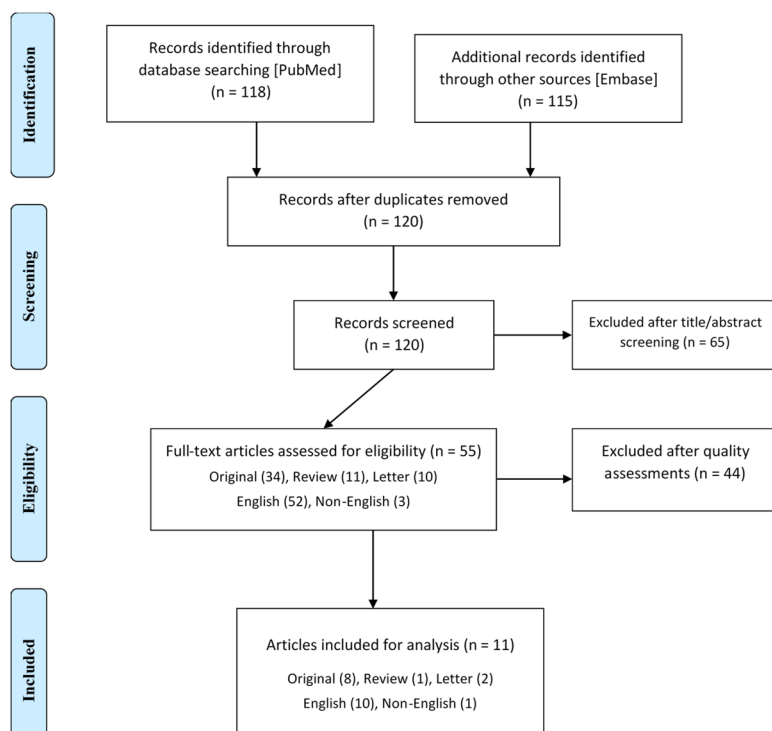 Identification
Records identified through
database searching [PubMed]
(n = 118)
Additional records identified
through other sources [Embase]
(n = 115)
Records after duplicates removed
(n = 120)
Screening
Records screened
(n = 120)
Excluded after title/abstract
screening (n = 65)
Eligibility
Full-text articles assessed for eligibility (n = 55)
Original (34), Review (11), Letter (10)
English (52), Non-English (3)
Excluded after quality
assessments (n = 44)
Included
Articles included for analysis (n = 11)
Original (8), Review (1), Letter (2)
English (10), Non-English (1)